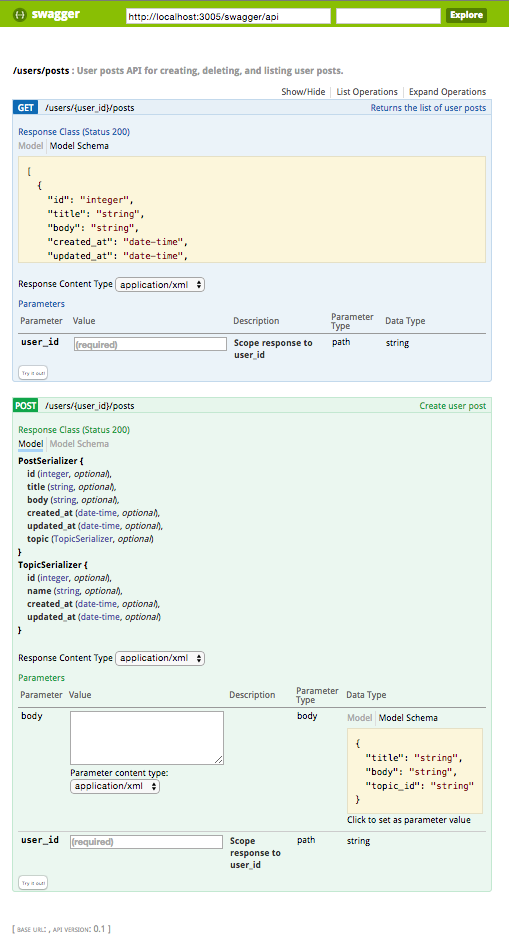 swagger http://localhost:3005/swagger/api Explore
/users/posts : User posts API for creating, deleting, and listing user posts.
Show/Hide List Operations Expand Operations
GET /users/{user_id}/posts Returns the list of user posts
Response Class (Status 200)
Model Model Schema
[
{
"id": "integer",
"title": "string",
"body": "string",
"created_at": "date-time",
"updated_at": "date-time",
Response Content Type application/xml
Parameters
Parameter Value Description Parameter Type Data Type
user_id (required) Scope response to user_id path string
Try it out!
POST /users/{user_id}/posts Create user post
Response Class (Status 200)
Model Model Schema
PostSerializer {
id (integer, optional),
title (string, optional),
body (string, optional),
created_at (date-time, optional),
updated_at (date-time, optional),
topic (TopicSerializer, optional)
}
TopicSerializer {
id (integer, optional),
name (string, optional),
created_at (date-time, optional),
updated_at (date-time, optional)
}
Response Content Type application/xml
Parameters
Parameter Value Description Parameter Type Data Type
body body Model Model Schema
{
"title": "string",
"body": "string",
"topic_id": "string"
}
Parameter content type:
application/xml
Click to set as parameter value
user_id (required) Scope response to user_id path string
Try it out!
[ BASE URL: , API VERSION: 0.1 ]